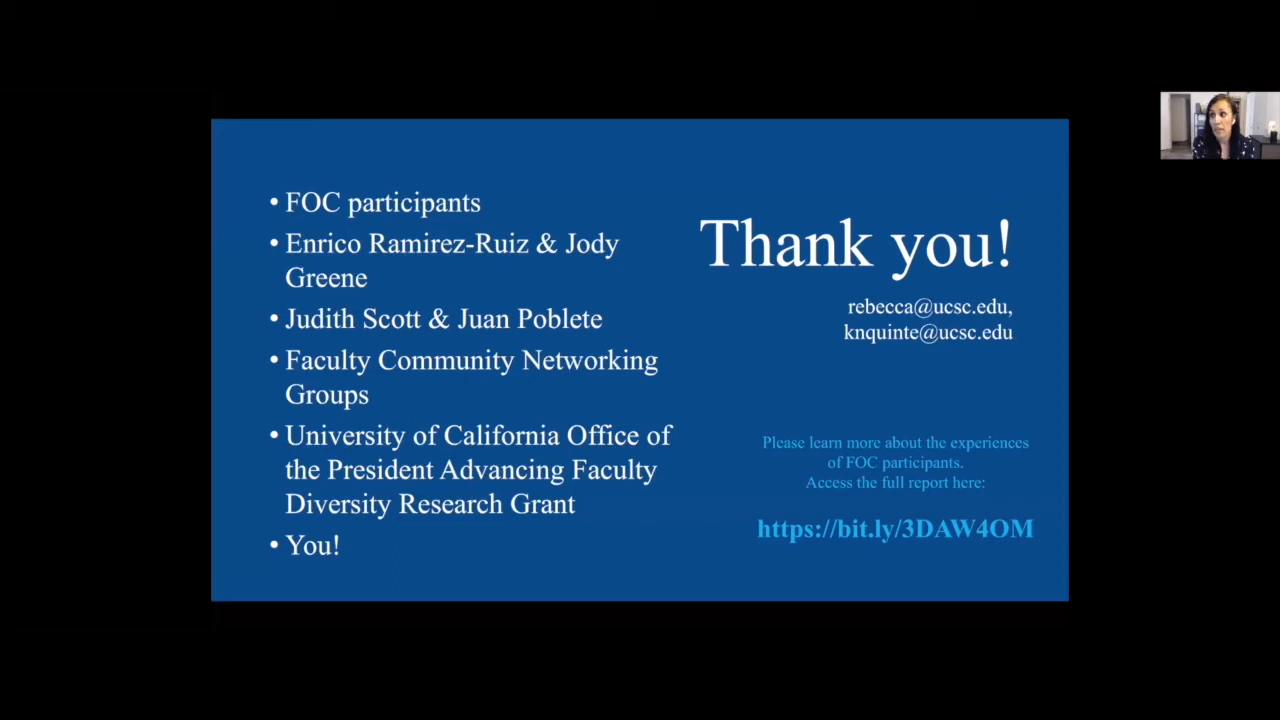 • FOC participants
• Enrico Ramirez-Ruiz & Jody
Greene
• Judith Scott & Juan Poblete
• Faculty Community Networking
Groups
• University of California Office of
the President Advancing Faculty
Diversity Research Grant
• You!
Thank you!
rebecca@ucsc.edu,
knquinte@ucsc.edu
Please learn more about the experiences
of FOC participants.
Access the full report here:
https://bit.ly/3DAW4OM